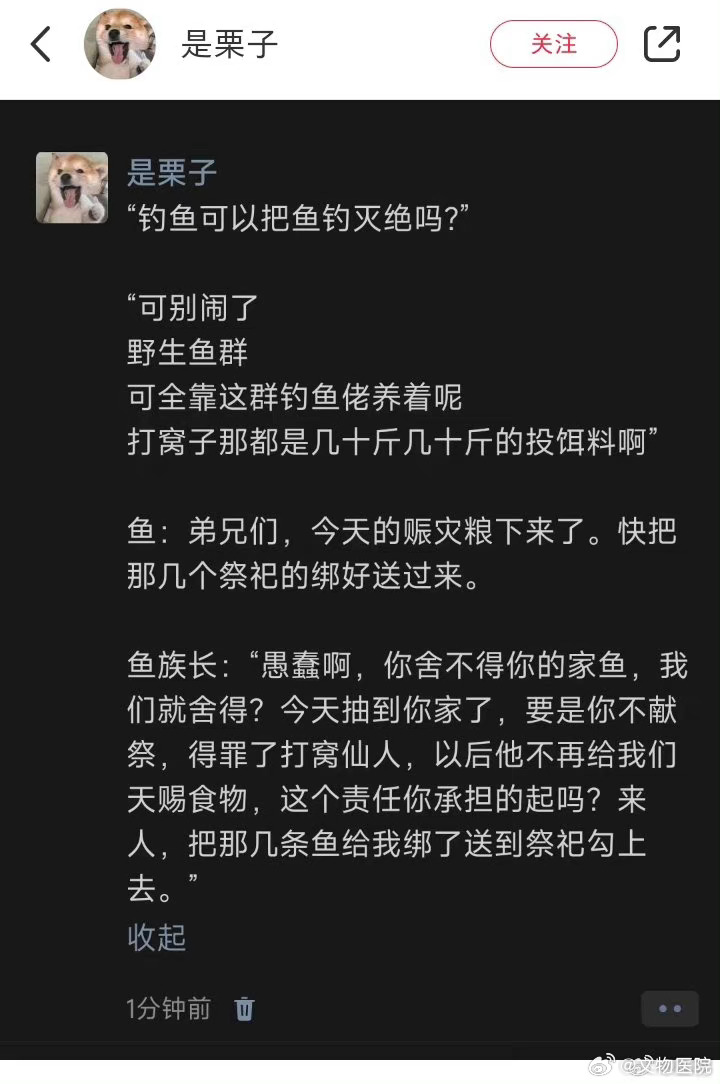 是栗子
关注
是栗子
“钓鱼可以把鱼钓灭绝吗?”
“可别闹了
野生鱼群
可全靠这群钓鱼佬养着呢
打窝子那都是几十斤几十斤的投饵料啊”
鱼：弟兄们，今天的赈灾粮下来了。快把
那几个祭祀的绑好送过来。
鱼族长：“愚蠢啊，你舍不得你的家鱼，我
们就舍得？今天抽到你家了，要是你不献
祭，得罪了打窝仙人，以后他不再给我们
天赐食物，这个责任你承担的起吗？来
人，把那几条鱼给我绑了送到祭祀勾上
去。”
收起
1分钟前
@文物医院